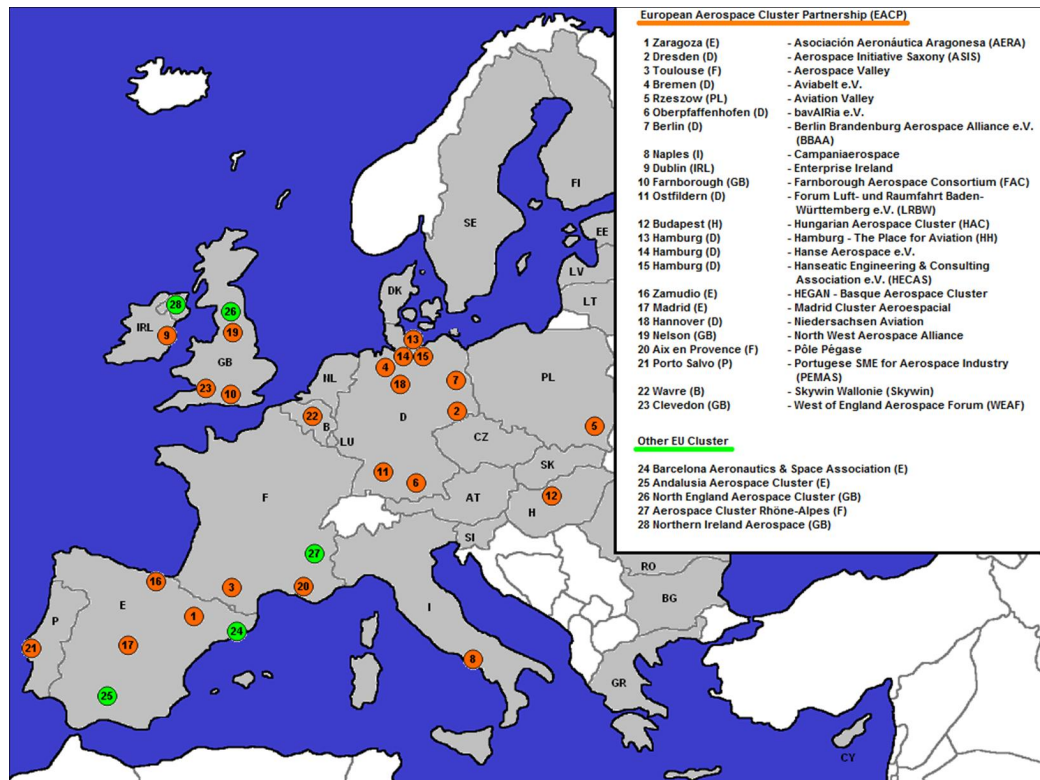 European Aerospace Cluster Partnership (EACP)
1 Zaragoza (E) - Asociación Aeronáutica Aragonesa (AERA)
2 Dresden (D) - Aerospace Initiative Saxony (ASIS)
3 Toulouse (F) - Aerospace Valley
4 Bremen (D) - Aviabelt e.V.
5 Rzeszow (PL) - Aviation Valley
6 Oberpfaffenhofen (D) - bavAIRia e.V.
7 Berlin (D) - Berlin Brandenburg Aerospace Alliance e.V.
(BBAA)
8 Naples (I) - Campaniaerospace
9 Dublin (IRL) - Enterprise Ireland
10 Farnborough (GB) - Farnborough Aerospace Consortium (FAC)
11 Ostfildern (D) - Forum Luft- und Raumfahrt Baden-
Württemberg e.V. (LRBW)
12 Budapest (H) - Hungarian Aerospace Cluster (HAC)
13 Hamburg (D) - Hamburg - The Place for Aviation (HH)
14 Hamburg (D) - Hanse Aerospace e.V.
15 Hamburg (D) - Hanseatic Engineering & Consulting
Association e.V. (HECAS)
16 Zamudio (E) - HEGAN - Basque Aerospace Cluster
17 Madrid (E) - Madrid Cluster Aeroespacial
18 Hannover (D) - Niedersachsen Aviation
19 Nelson (GB) - North West Aerospace Alliance
20 Aix en Provence (F) - Pôle Pégase
21 Porto Salvo (P) - Portugese SME for Aerospace Industry
(PEMAS)
22 Wavre (B) - Skywin Wallonie (Skywin)
23 Clevedon (GB) - West of England Aerospace Forum (WEAF)
Other EU Cluster
24 Barcelona Aeronautics & Space Association (E)
25 Andalusia Aerospace Cluster (E)
26 North England Aerospace Cluster (GB)
27 Aerospace Cluster Rhône-Alpes (F)
28 Northern Ireland Aerospace (GB)
FI
SE
EE
LV
LT
DK
28
26
IRL
9
19
GB
23
10
13
14
15
4
18
7
NL
PL
2
D
22
B
LU
5
CZ
SK
11
6
12
AT
H
F
SI
27
RO
BG
16
3
20
E
I
1
P
24
17
21
8
25
GR
CY